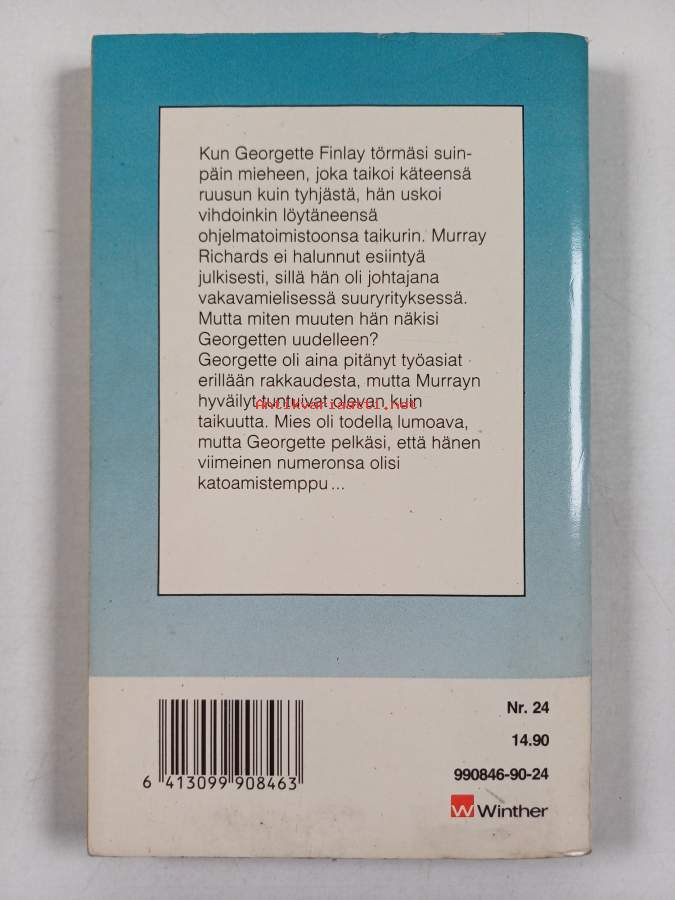 Kun Georgette Finlay törmäsi suin-
päin mieheen, joka taikoi käteensä
ruusun kuin tyhjästä, hän uskoi
vihdoinkin löytäneensä
ohjelmatoimistoonsa taikurin. Murray
Richards ei halunnut esiintyä
julkisesti, sillä hän oli johtajana
vakavamielisessä suuryrityksessä.
Mutta miten muuten hän näkisi
Georgetten uudelleen?
Georgette oli aina pitänyt työasiat
erillään rakkaudesta, mutta Murrayn
hyväilyt tuntuivat olevan kuin
Antikvariaatti.net
taikuutta. Mies oli todella lumoava,
mutta Georgette pelkäsi, että hänen
viimeinen numeronsa olisi
katoamistemppu...
6 413099 908463
Nr. 24
14.90
990846-90-24
Winther